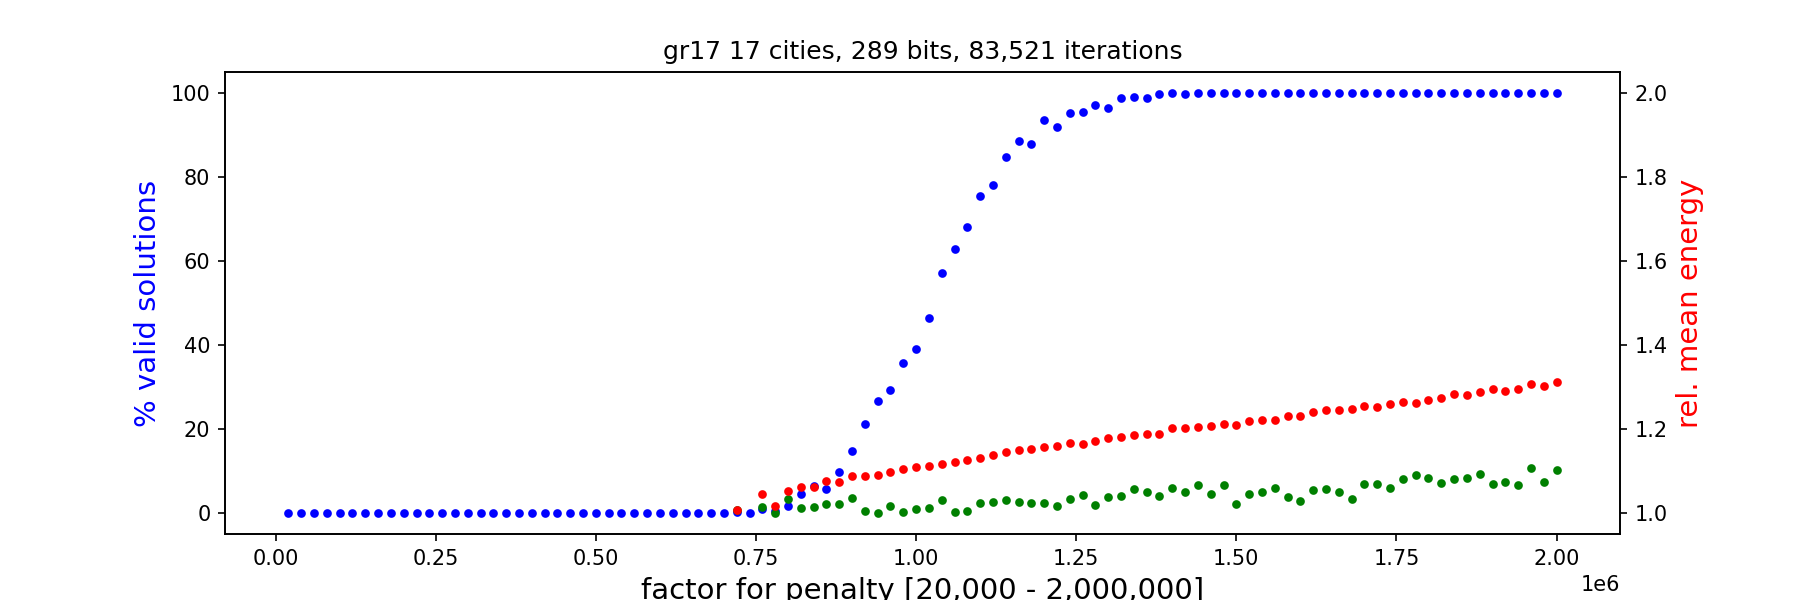 gr17 17 cities, 289 bits, 83,521 iterations
100
80
60
40
20
0
% valid solutions
2.0
1.8
1.6
1.4
1.2
1.0
rel. mean energy
0.00 0.25 0.50 0.75 1.00 1.25 1.50 1.75 2.00
1e6
factor for penalty [20,000 - 2,000,000]